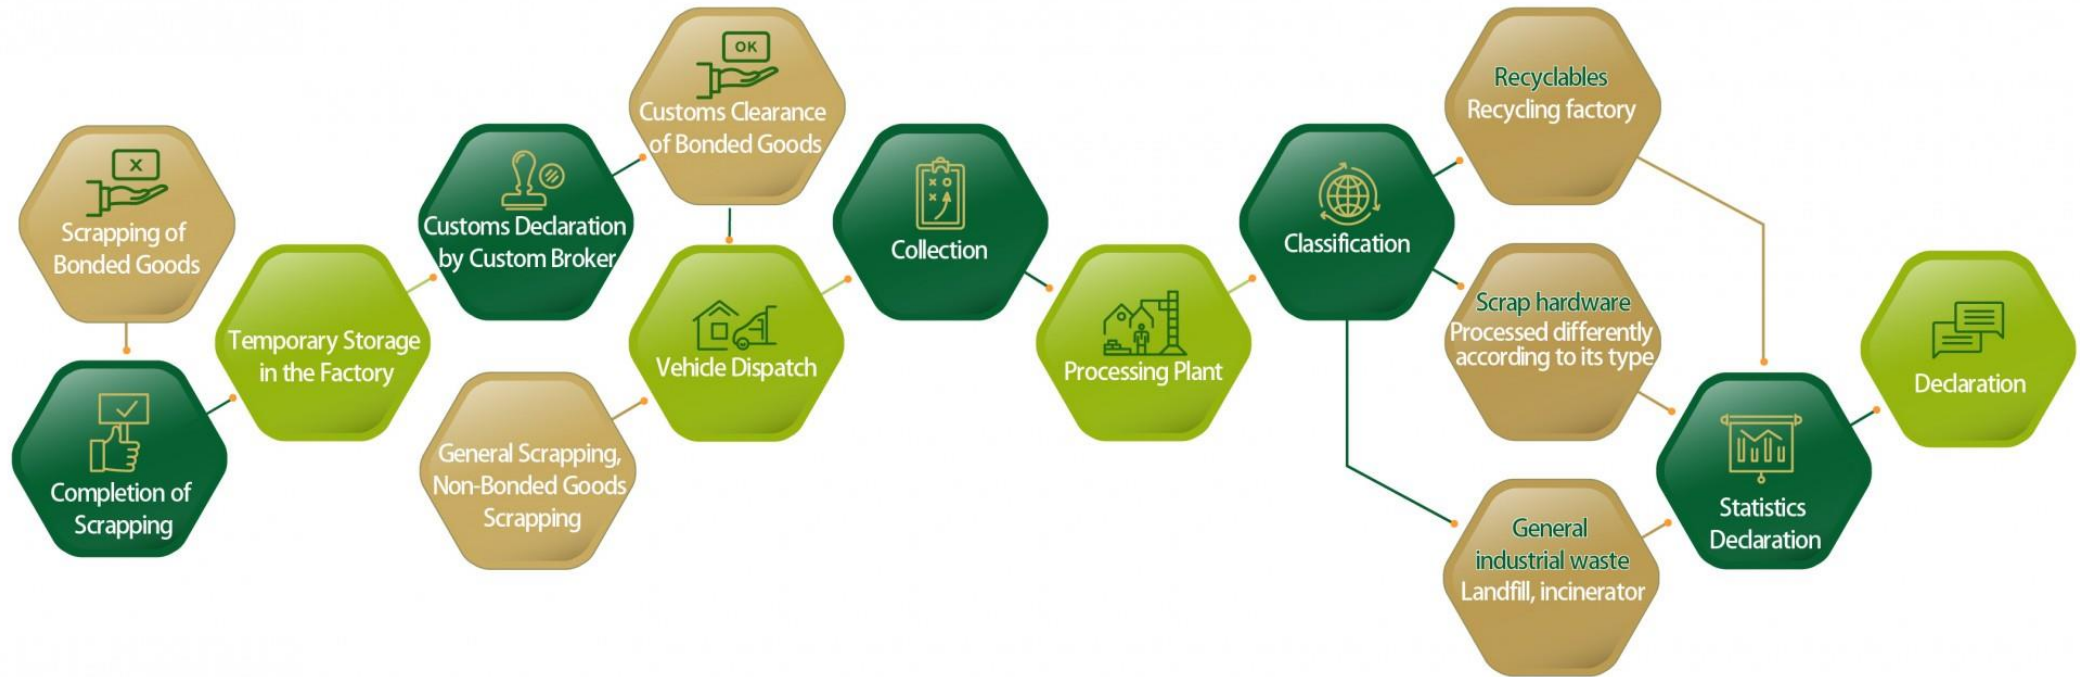 X
Scrapping of
Bonded Goods
Completion of
Scrapping
Temporary Storage
in the Factory
Customs Declaration
by Custom Broker
OK
Customs Clearance
of Bonded Goods
General Scrapping,
Non-Bonded Goods
Scrapping
Vehicle Dispatch
Collection
Processing Plant
Classification
Recyclables
Recycling factory
Scrap hardware
Processed differently
according to its type
General
industrial waste
Landfill, incinerator
Statistics
Declaration
Declaration